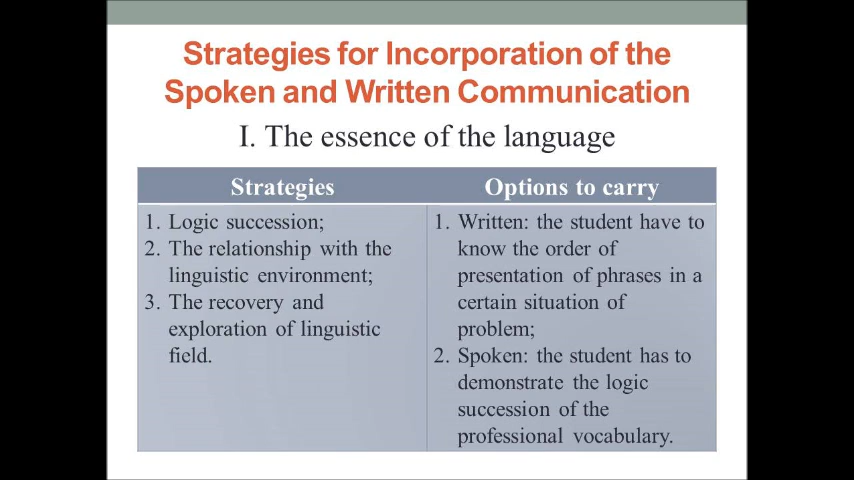 Strategies for Incorporation of the
Spoken and Written Communication
I. The essence of the language
Strategies
1. Logic succession;
2. The relationship with the
linguistic environment;
3. The recovery and
exploration of linguistic
field.
Options to carry
1. Written: the student have to
know the order of
presentation of phrases in a
certain situation of
problem;
2. Spoken: the student has to
demonstrate the logic
succession of the
professional vocabulary.